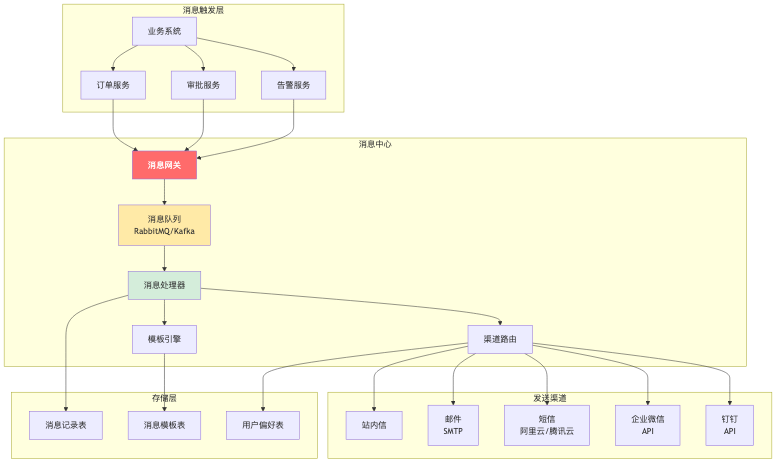 消息触发层
业务系统
订单服务
审批服务
告警服务
消息中心
消息网关
消息队列
RabbitMQ/Kafka
消息处理器
模板引擎
渠道路由
存储层
消息记录表
消息模板表
用户偏好表
发送渠道
站内信
邮件
SMTP
短信
阿里云/腾讯云
企业微信
API
钉钉
API